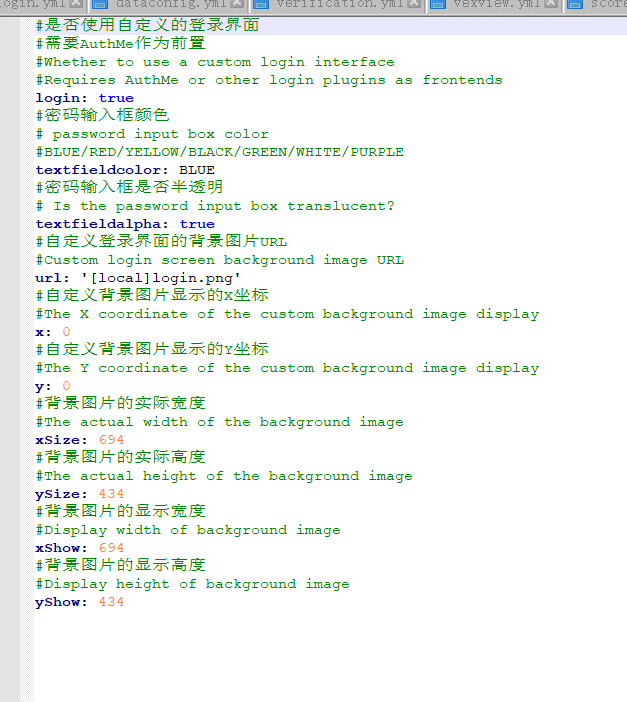 login.yml dataconfig.yml verification.yml vexview.yml score
#是否使用自定义的登录界面
#需要AuthMe作为前置
#Whether to use a custom login interface
#Requires AuthMe or other login plugins as frontends
login: true
#密码输入框颜色
# password input box color
#BLUE/RED/YELLOW/BLACK/GREEN/WHITE/PURPLE
textfieldcolor: BLUE
#密码输入框是否半透明
# Is the password input box translucent?
textfieldalpha: true
#自定义登录界面的背景图片URL
#Custom login screen background image URL
url: '[local]login.png'
#自定义背景图片显示的x坐标
#The X coordinate of the custom background image display
x: 0
#自定义背景图片显示的Y坐标
#The Y coordinate of the custom background image display
y: 0
#背景图片的实际宽度
#The actual width of the background image
xSize: 694
#背景图片的实际高度
#The actual height of the background image
ySize: 434
#背景图片的显示宽度
#Display width of background image
xShow: 694
#背景图片的显示高度
#Display height of background image
yShow: 434